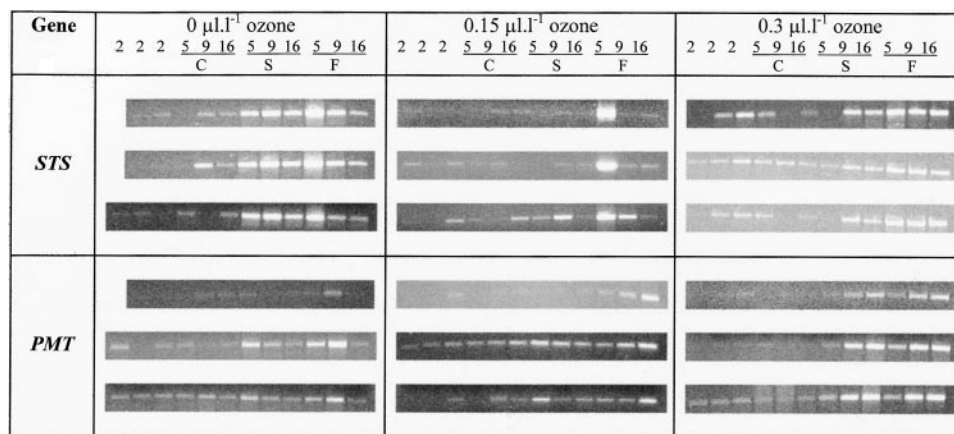 Gene 0 µl.l⁻¹ ozone 0.15 µl.l⁻¹ ozone 0.3 µl.l⁻¹ ozone
2 2 2 5 9 16 5 9 16 5 9 16 2 2 2 5 9 16 5 9 16 5 9 16 2 2 2 5 9 16 5 9 16 5 9 16
C S F C S F C S F
STS
PMT